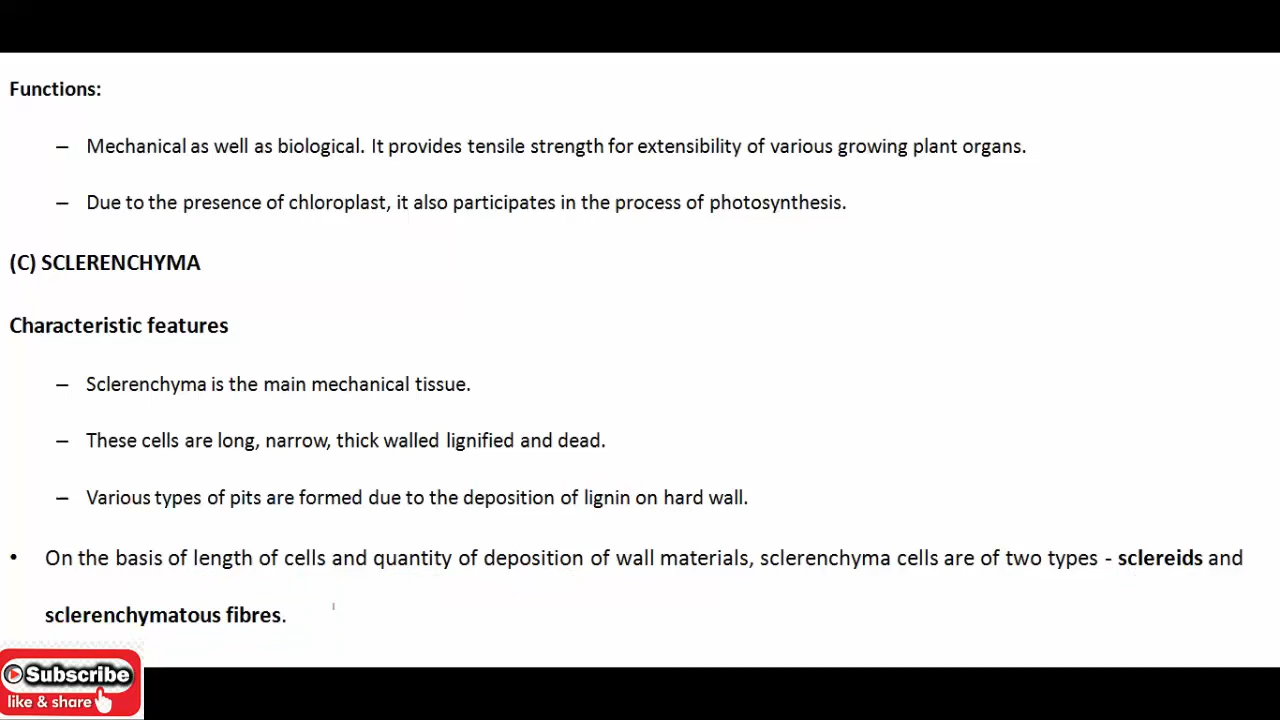 Functions:
– Mechanical as well as biological. It provides tensile strength for extensibility of various growing plant organs.
– Due to the presence of chloroplast, it also participates in the process of photosynthesis.
(C) SCLERENCHYMA
Characteristic features
– Sclerenchyma is the main mechanical tissue.
– These cells are long, narrow, thick walled lignified and dead.
– Various types of pits are formed due to the deposition of lignin on hard wall.
• On the basis of length of cells and quantity of deposition of wall materials, sclerenchyma cells are of two types - sclereids and
sclerenchymatous fibres.
Subscribe
like & share